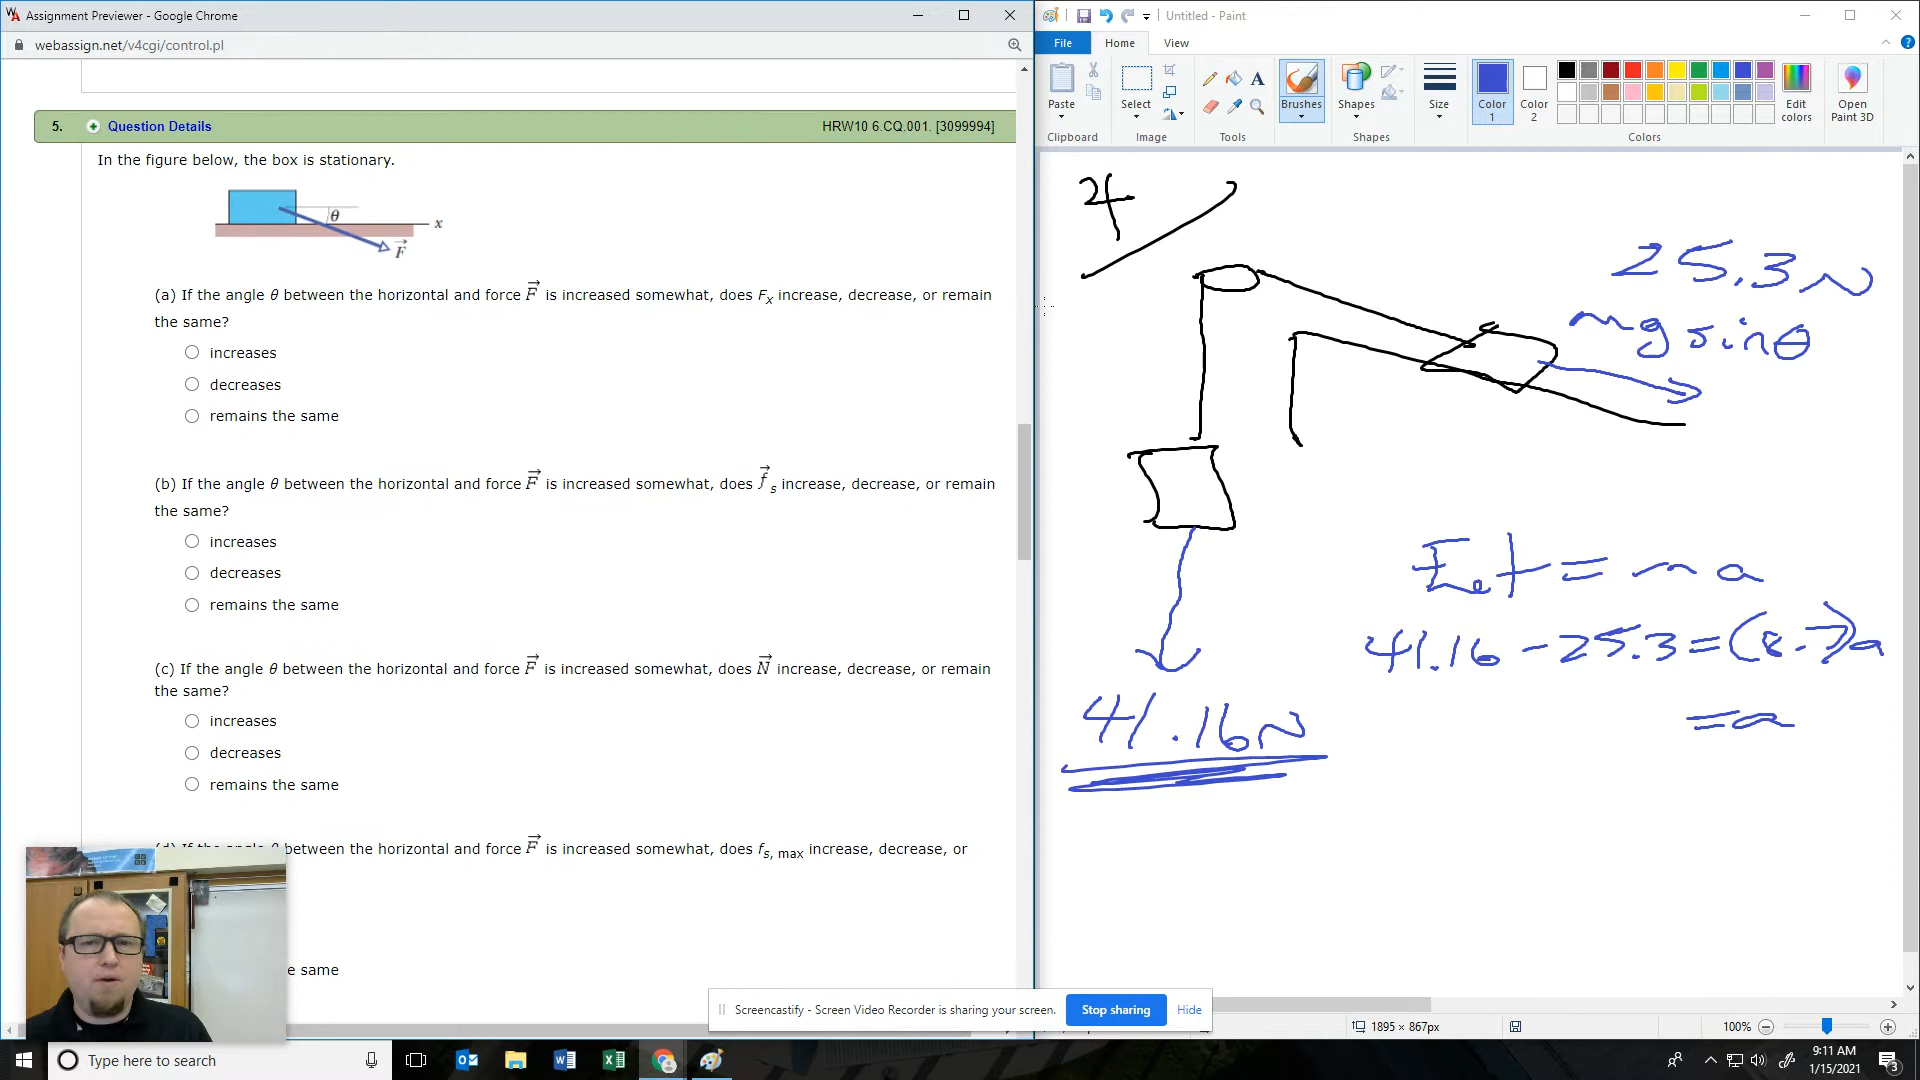 Assignment Previewer - Google Chrome
webassign.net/v4cgi/control.pl
5. Question Details HRW10 6.CQ.001. [3099994]
In the figure below, the box is stationary.
θ
x
F
(a) If the angle θ between the horizontal and force F is increased somewhat, does Fx increase, decrease, or remain
the same?
increases
decreases
remains the same
(b) If the angle θ between the horizontal and force F is increased somewhat, does fs increase, decrease, or remain
the same?
increases
decreases
remains the same
(c) If the angle θ between the horizontal and force F is increased somewhat, does N increase, decrease, or remain
the same?
increases
decreases
remains the same
between the horizontal and force F is increased somewhat, does fs, max increase, decrease, or
e same
Untitled - Paint
File Home View
Paste
Select
Brushes
Shapes
Size
Color 1
Color 2
Edit colors
Open Paint 3D
Clipboard Image Tools Shapes Colors
25.3 N
mg sinθ
41.16 - 25.3 = (8.7)a
= a
41.16 N
Screencastify - Screen Video Recorder is sharing your screen. Stop sharing Hide
1895 × 867px 100%
Type here to search
9:11 AM
1/15/2021
3